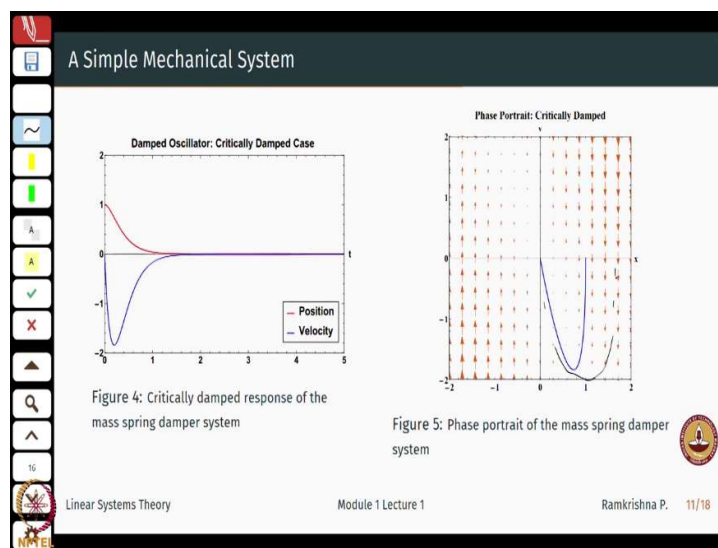 A Simple Mechanical System
Damped Oscillator: Critically Damped Case
2
1
0
-1
-2
0
1
2
3
4
5
t
Position
Velocity
Figure 4: Critically damped response of the
mass spring damper system
Phase Portrait: Critically Damped
v
2
1
0
-1
-2
-2
-1
0
1
2
x
Figure 5: Phase portrait of the mass spring damper
system
A
A
16
NPTEL
Linear Systems Theory
Module 1 Lecture 1
Ramkrishna P.
11/18